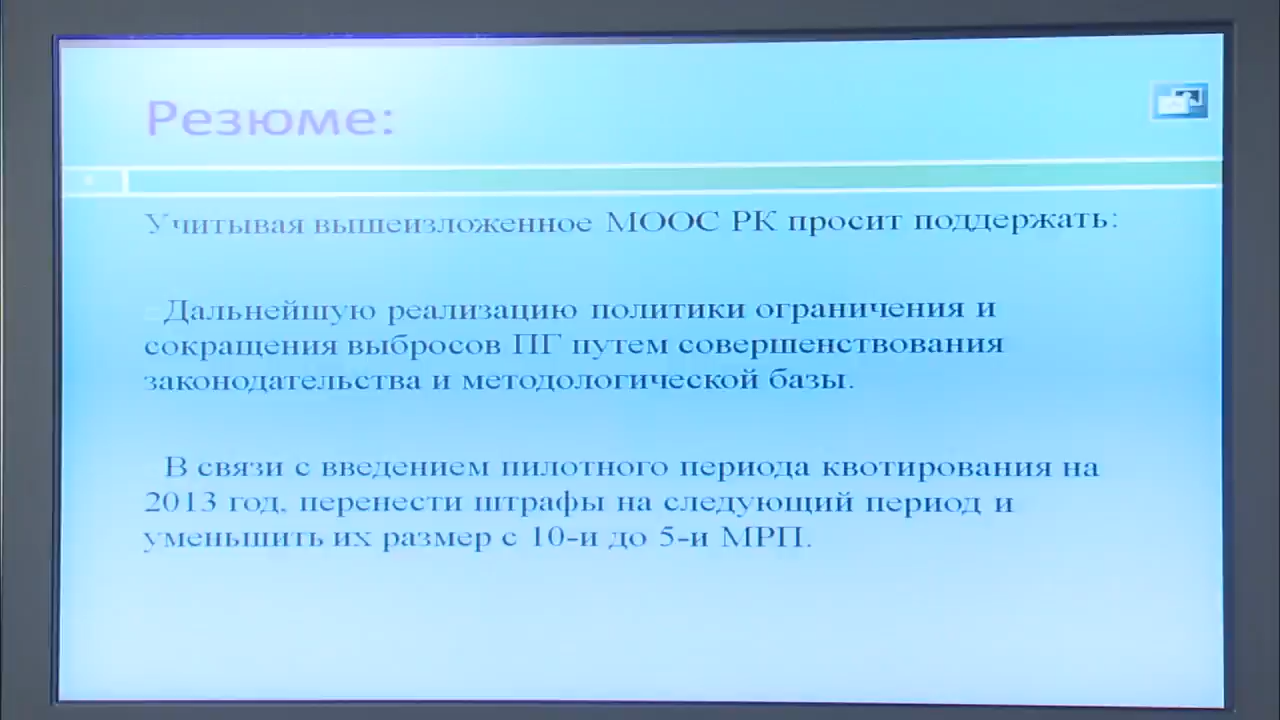 Резюме:
Учитывая вышеизложенное МООС РК просит поддержать:
Дальнейшую реализацию политики ограничения и
сокращения выбросов ПГ путем совершенствования
законодательства и методологической базы.
В связи с введением пилотного периода квотирования на
2013 год, перенести штрафы на следующий период и
уменьшить их размер с 10-и до 5-и МРП.